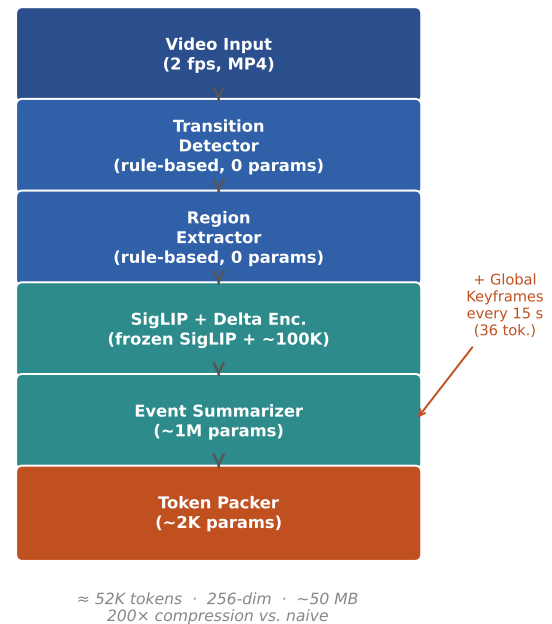 Video Input
(2 fps, MP4)
Transition
Detector
(rule-based, 0 params)
Region
Extractor
(rule-based, 0 params)
SigLIP + Delta Enc.
(frozen SigLIP + ~100K)
+ Global
Keyframes
every 15 s
(36 tok.)
Event Summarizer
(~1M params)
Token Packer
(~2K params)
≈ 52K tokens · 256-dim · ~50 MB
200× compression vs. naive